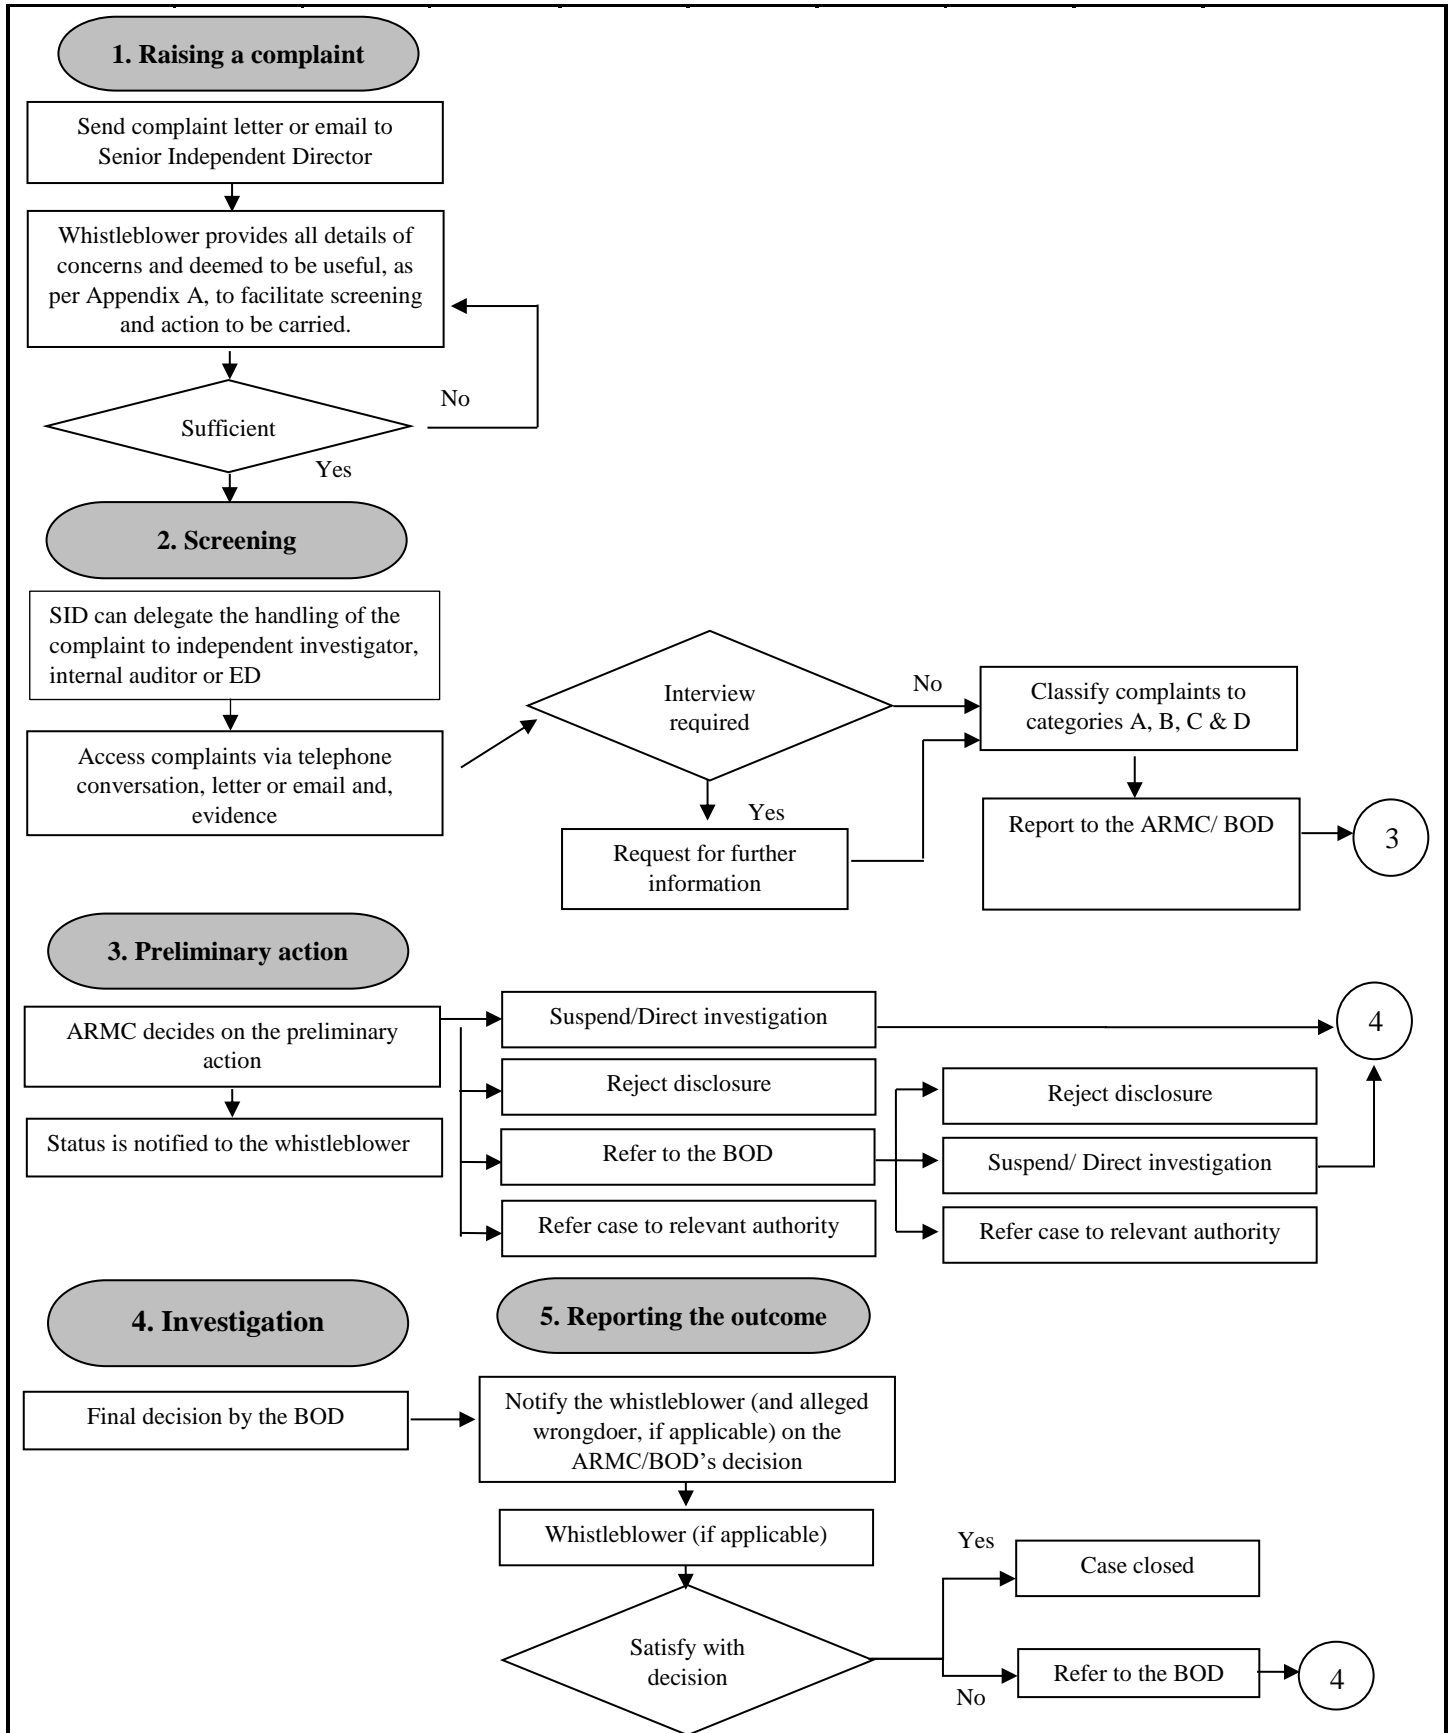 1. Raising a complaint
Send complaint letter or email to
Senior Independent Director
Whistleblower provides all details of
concerns and deemed to be useful, as
per Appendix A, to facilitate screening
and action to be carried.
No
Sufficient
Yes
2. Screening
SID can delegate the handling of the
complaint to independent investigator,
internal auditor or ED
Access complaints via telephone
conversation, letter or email and,
evidence
Interview
required
No
Yes
Request for further
information
Classify complaints to
categories A, B, C & D
Report to the ARMC/ BOD
3
3. Preliminary action
ARMC decides on the preliminary
action
Status is notified to the whistleblower
Suspend/Direct investigation
4
Reject disclosure
Refer to the BOD
Refer case to relevant authority
Reject disclosure
Suspend/ Direct investigation
Refer case to relevant authority
4. Investigation
Final decision by the BOD
5. Reporting the outcome
Notify the whistleblower (and alleged
wrongdoer, if applicable) on the
ARMC/BOD’s decision
Whistleblower (if applicable)
Satisfy with
decision
Yes
Case closed
No
Refer to the BOD
4